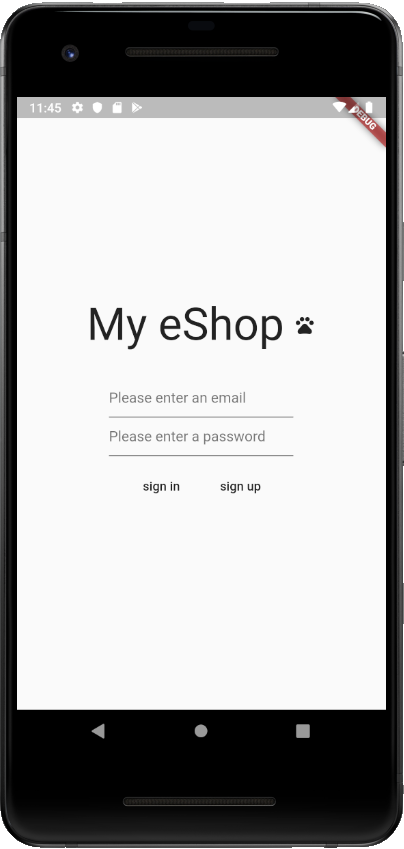 11:45
DEBUG
My eShop
Please enter an email
Please enter a password
sign in sign up